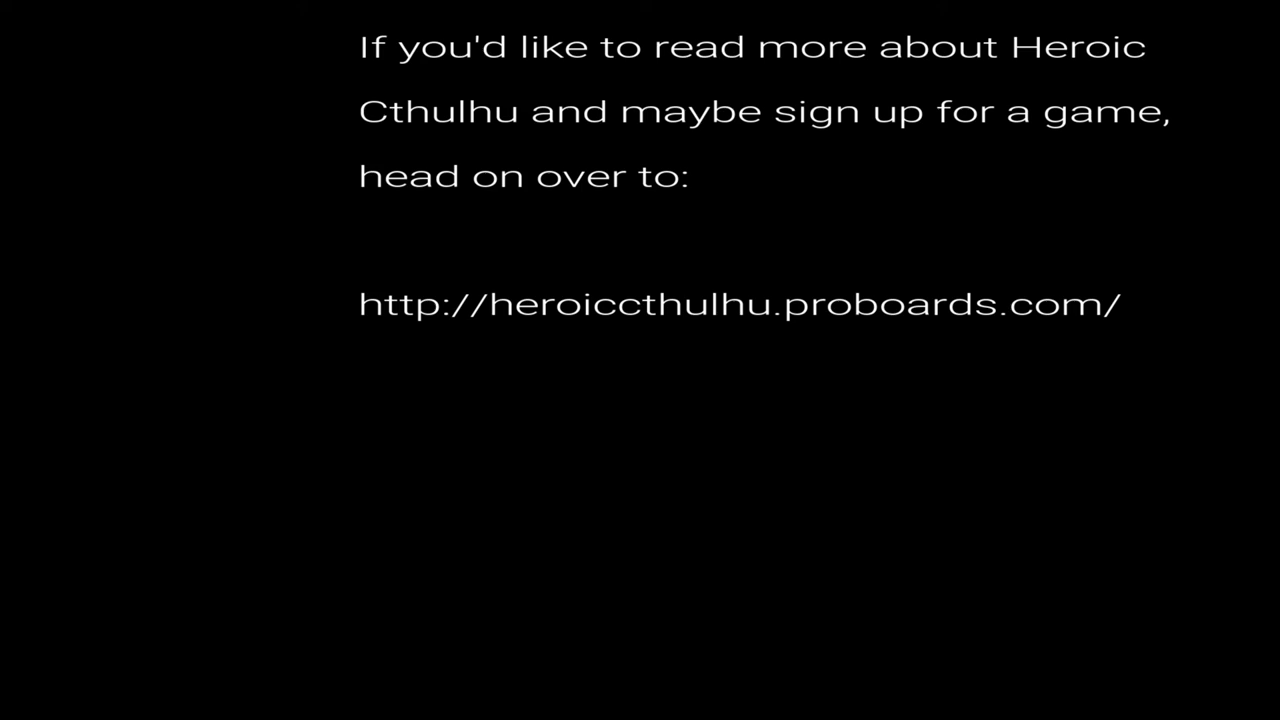 If you'd like to read more about Heroic
Cthulhu and maybe sign up for a game,
head on over to:
http://heroiccthulhu.proboards.com/